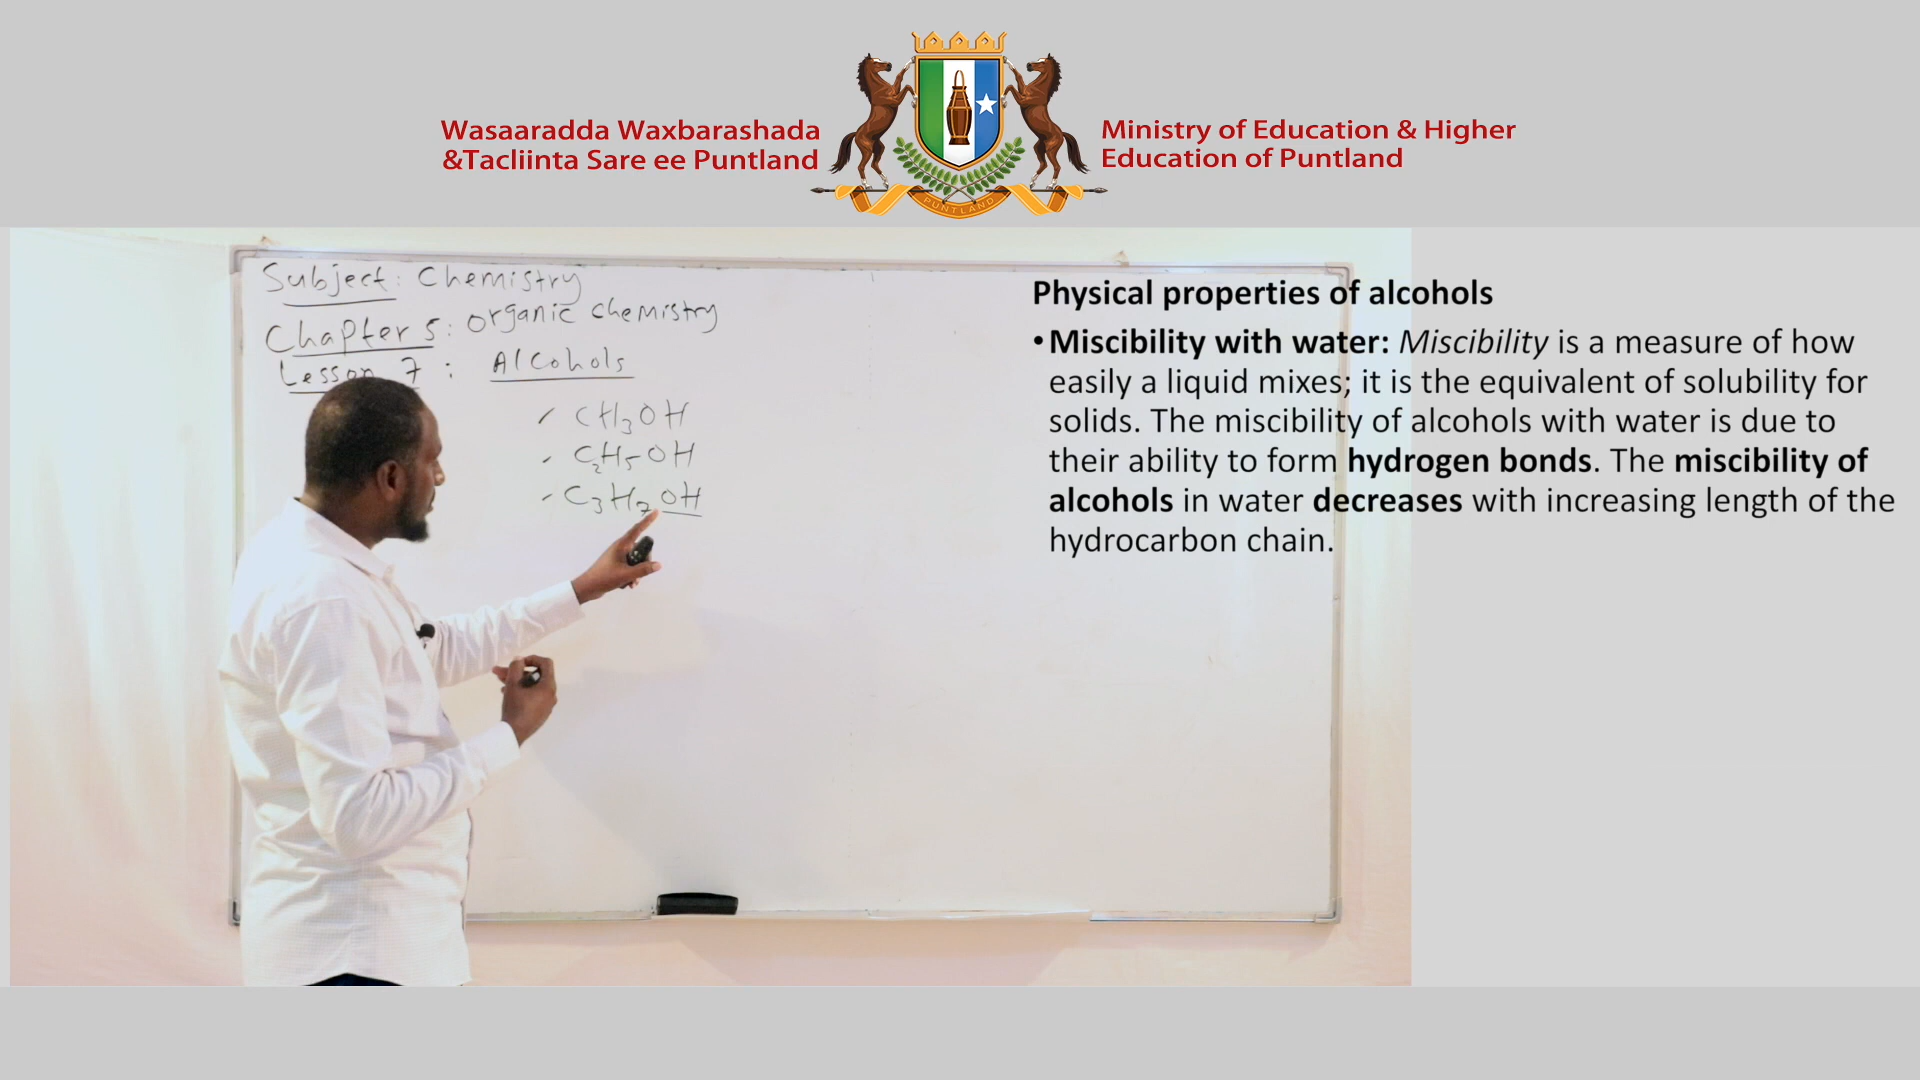 Wasaaradda Waxbarashada
&Tacliinta Sare ee Puntland
PUNTLAND
Ministry of Education & Higher
Education of Puntland
Subject: Chemistry
Chapter 5: Organic chemistry
Lesson 7: Alcohols
CH₃OH
C₂H₅OH
C₃H₇OH
Physical properties of alcohols
• Miscibility with water: Miscibility is a measure of how
easily a liquid mixes; it is the equivalent of solubility for
solids. The miscibility of alcohols with water is due to
their ability to form hydrogen bonds. The miscibility of
alcohols in water decreases with increasing length of the
hydrocarbon chain.